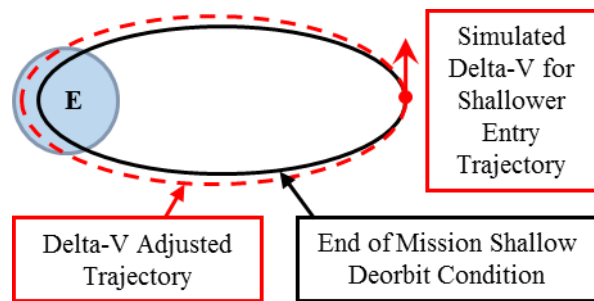 E
Simulated
Delta-V for
Shallower
Entry
Trajectory
Delta-V Adjusted
Trajectory
End of Mission Shallow
Deorbit Condition